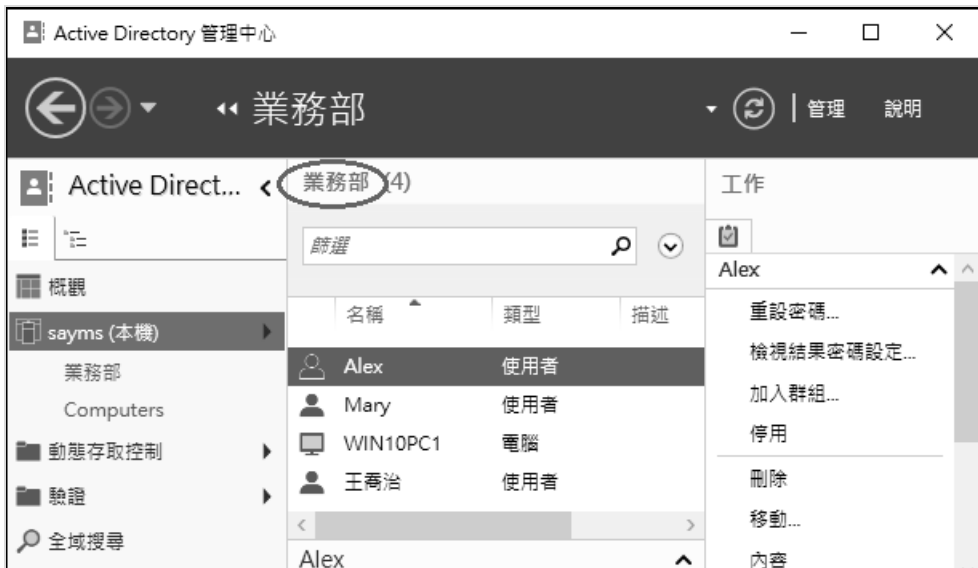 Active Directory 管理中心
業務部
管理 說明
Active Direct...
概觀
sayms (本機)
業務部
Computers
動態存取控制
驗證
全域搜尋
業務部 (4)
篩選
名稱 類型 描述
Alex 使用者
Mary 使用者
WIN10PC1 電腦
王喬治 使用者
Alex
工作
Alex
重設密碼...
檢視結果密碼設定...
加入群組...
停用
刪除
移動...
內容